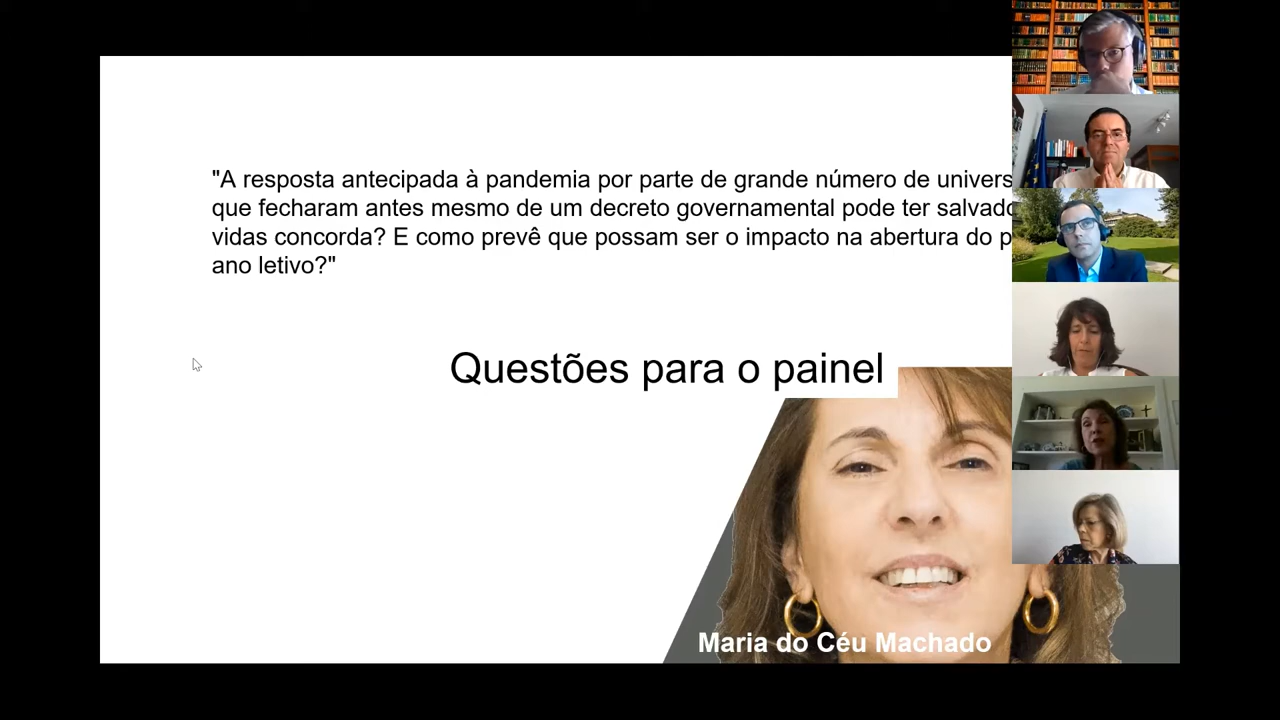 "A resposta antecipada à pandemia por parte de grande número de univers
que fecharam antes mesmo de um decreto governamental pode ter salvado
vidas concorda? E como prevê que possam ser o impacto na abertura do p
ano letivo?"
Questões para o painel
Maria do Céu Machado